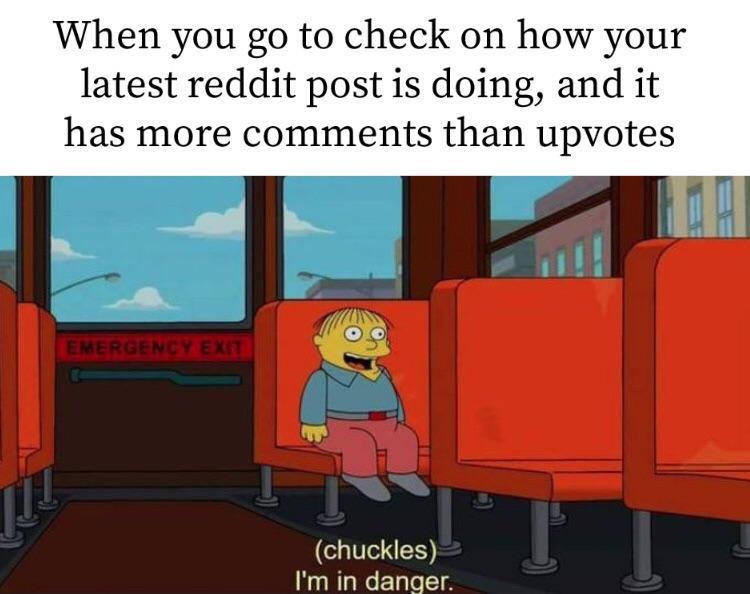 When you go to check on how your
latest reddit post is doing, and it
has more comments than upvotes
EMERGENCY EXIT
(chuckles)
I'm in danger.